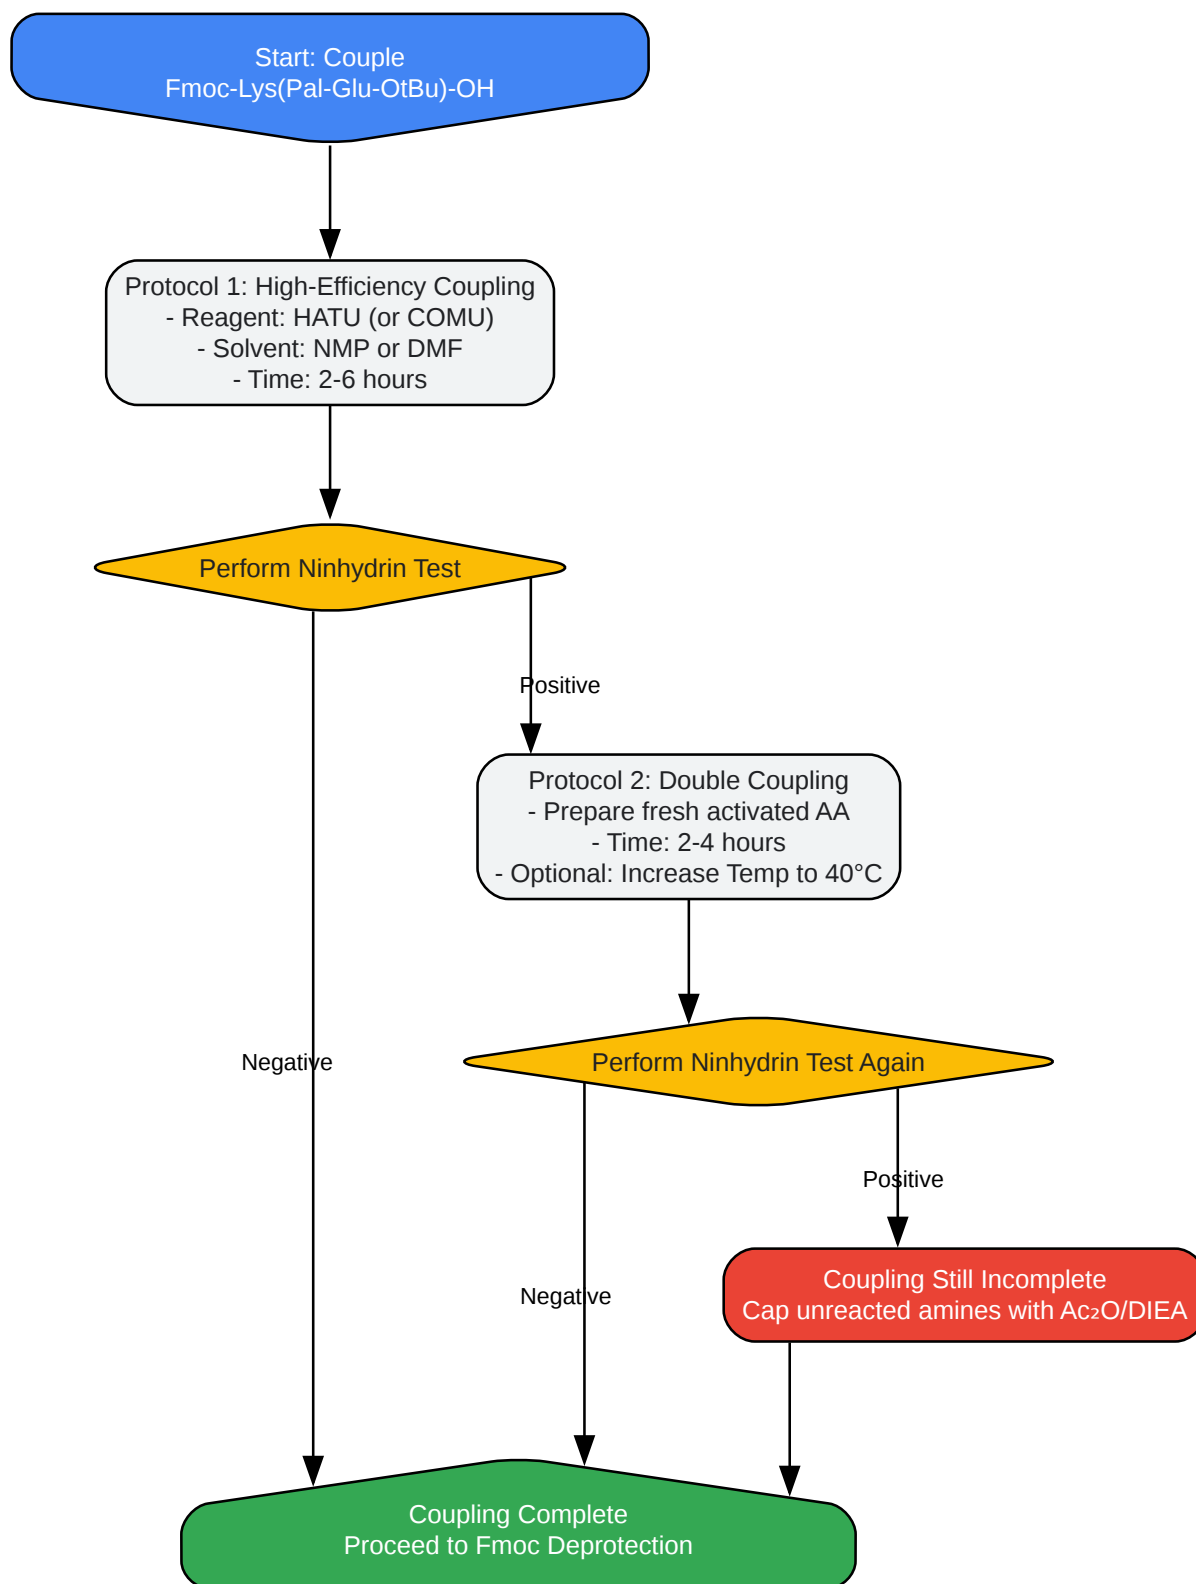 Start: Couple
Fmoc-Lys(Pal-Glu-OtBu)-OH
Protocol 1: High-Efficiency Coupling
- Reagent: HATU (or COMU)
- Solvent: NMP or DMF
- Time: 2-6 hours
Perform Ninhydrin Test
Positive
Protocol 2: Double Coupling
- Prepare fresh activated AA
- Time: 2-4 hours
- Optional: Increase Temp to 40°C
Negative
Perform Ninhydrin Test Again
Positive
Coupling Still Incomplete
Cap unreacted amines with Ac₂O/DIEA
Negative
Coupling Complete
Proceed to Fmoc Deprotection